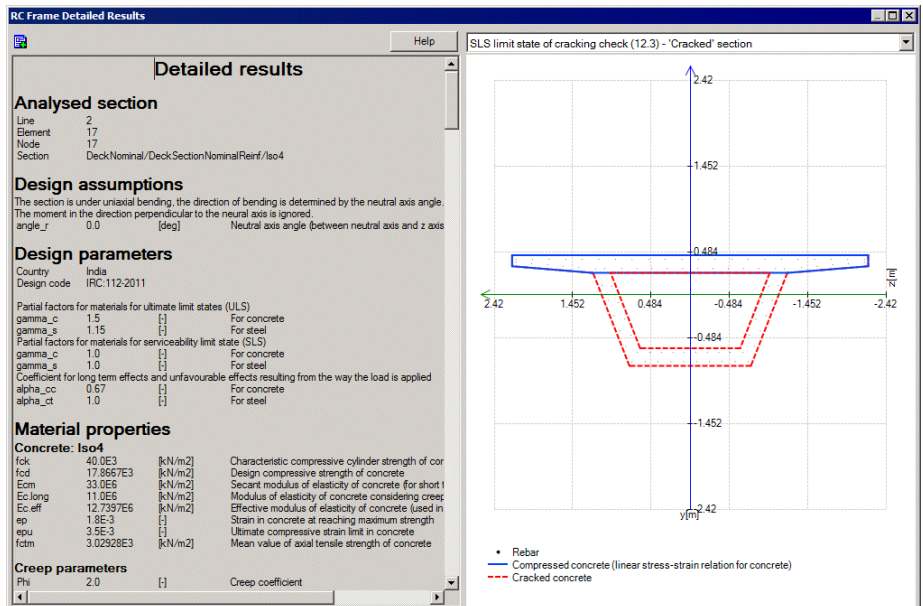 RC Frame Detailed Results
Help
SLS limit state of cracking check (12.3) - 'Cracked' section
Detailed results
Analysed section
Line 2
Element 17
Node 17
Section DeckNominal/DeckSectionNominalReinf/Iso4
Design assumptions
The section is under uniaxial bending, the direction of bending is determined by the neutral axis angle.
The moment in the direction perpendicular to the neural axis is ignored.
angle_r 0.0 [deg] Neutral axis angle (between neutral axis and z axis
Design parameters
Country India
Design code IRC:112-2011
Partial factors for materials for ultimate limit states (ULS)
gamma_c 1.5 [-] For concrete
gamma_s 1.15 [-] For steel
Partial factors for materials for serviceability limit state (SLS)
gamma_c 1.0 [-] For concrete
gamma_s 1.0 [-] For steel
Coefficient for long term effects and unfavourable effects resulting from the way the load is applied
alpha_cc 0.67 [-] For concrete
alpha_ct 1.0 [-] For steel
Material properties
Concrete: Iso4
fck 40.0E3 [kN/m2] Characteristic compressive cylinder strength of cor
fcd 17.8667E3 [kN/m2] Design compressive strength of concrete
Ecm 33.0E6 [kN/m2] Secant modulus of elasticity of concrete (for short t
Ec.long 11.0E6 [kN/m2] Modulus of elasticity of concrete considering creep
Ec.eff 12.7397E6 [kN/m2] Effective modulus of elasticity of concrete (used in
ep 1.8E-3 [-] Strain in concrete at reaching maximum strength
epu 3.5E-3 [-] Ultimate compressive strain limit in concrete
fctm 3.02928E3 [kN/m2] Mean value of axial tensile strength of concrete
Creep parameters
Phi 2.0 [-] Creep coefficient
2.42
1.452
0.484
z[m]
2.42 1.452 0.484 -0.484 -1.452 -2.42
-0.484
-1.452
-2.42
y[m]
Rebar
Compressed concrete (linear stress-strain relation for concrete)
Cracked concrete